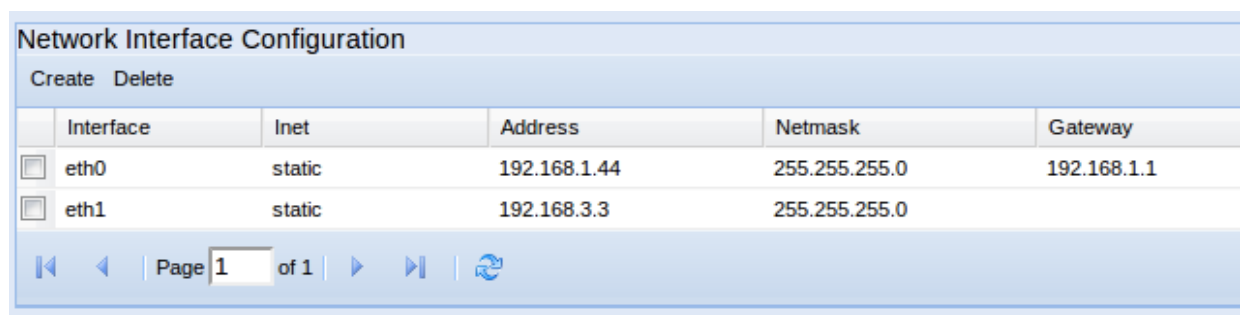 Network Interface Configuration
Create Delete
Interface Inet Address Netmask Gateway
eth0 static 192.168.1.44 255.255.255.0 192.168.1.1
eth1 static 192.168.3.3 255.255.255.0
Page 1 of 1